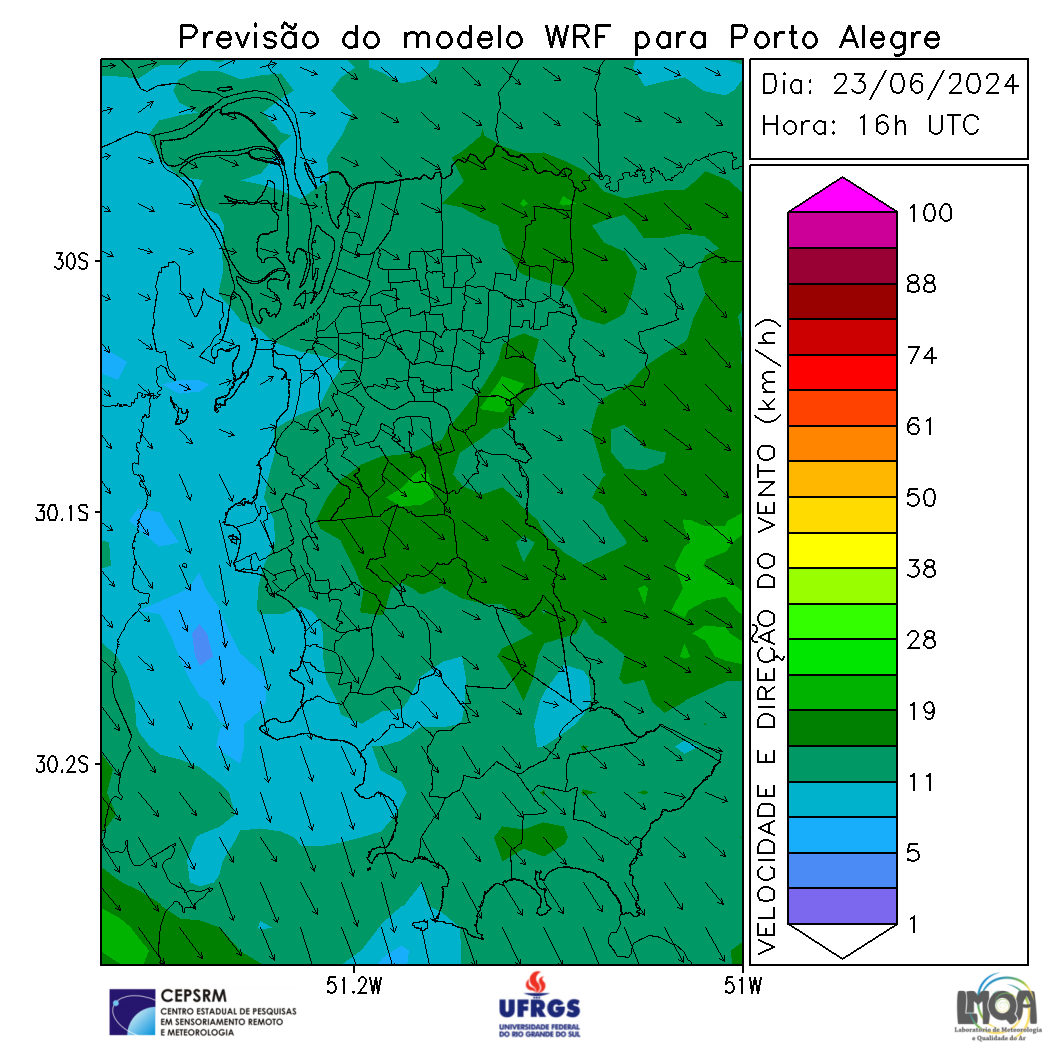 Previsão do modelo WRF para Porto Alegre
Dia: 23/06/2024
Hora: 16h UTC
30S
30.1S
30.2S
51.2W
51W
VELOCIDADE E DIREÇÃO DO VENTO (km/h)
100
88
74
61
50
38
28
19
11
5
1
CEPSRM
CENTRO ESTADUAL DE PESQUISAS
EM SENSORIAMENTO REMOTO
E METEOROLOGIA
UFRGS
UNIVERSIDADE FEDERAL
DO RIO GRANDE DO SUL
LMQA
Laboratório de Meteorologia
e Qualidade do Ar